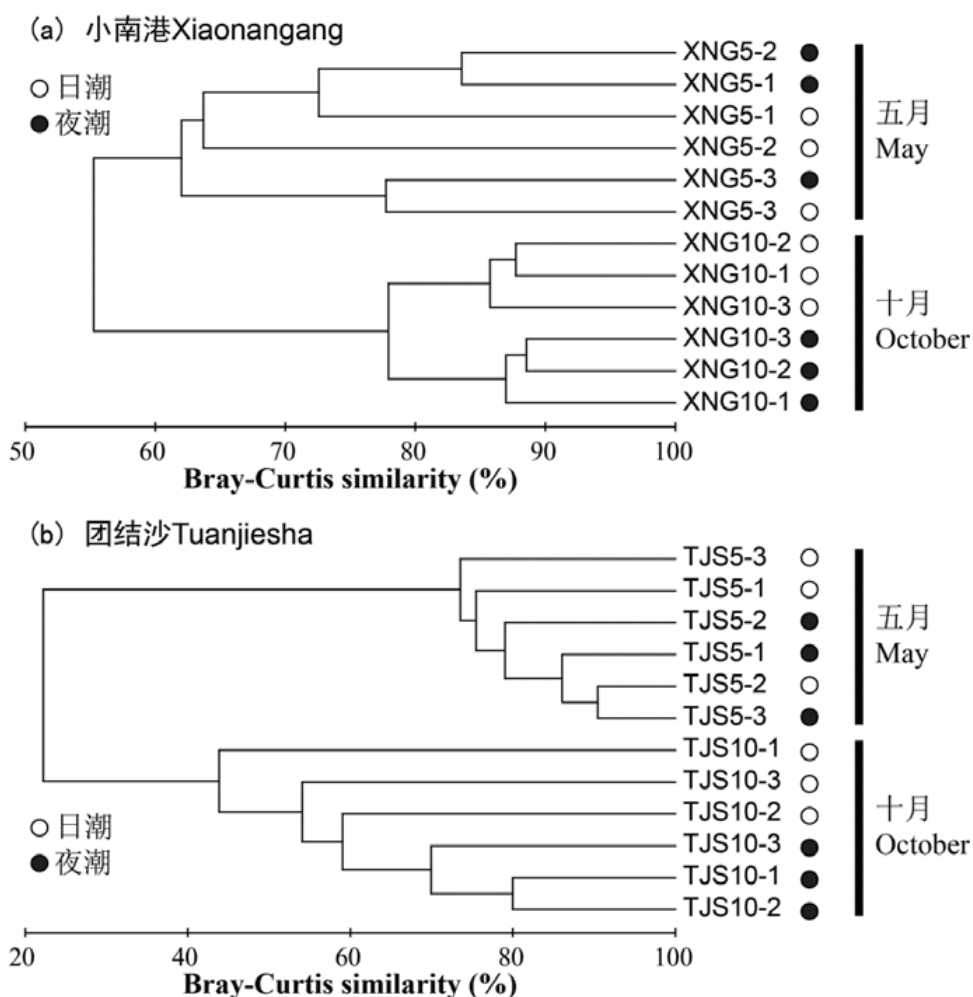 (a) 小南港Xiaonangang
日潮
夜潮
XNG5-2
XNG5-1
XNG5-1
XNG5-2
XNG5-3
XNG5-3
XNG10-2
XNG10-1
XNG10-3
XNG10-3
XNG10-2
XNG10-1
五月
May
十月
October
50 60 70 80 90 100
Bray-Curtis similarity (%)
(b) 团结沙Tuanjiesha
TJS5-3
TJS5-1
TJS5-2
TJS5-1
TJS5-2
TJS5-3
TJS10-1
TJS10-3
TJS10-2
TJS10-3
TJS10-1
TJS10-2
五月
May
十月
October
日潮
夜潮
20 40 60 80 100
Bray-Curtis similarity (%)